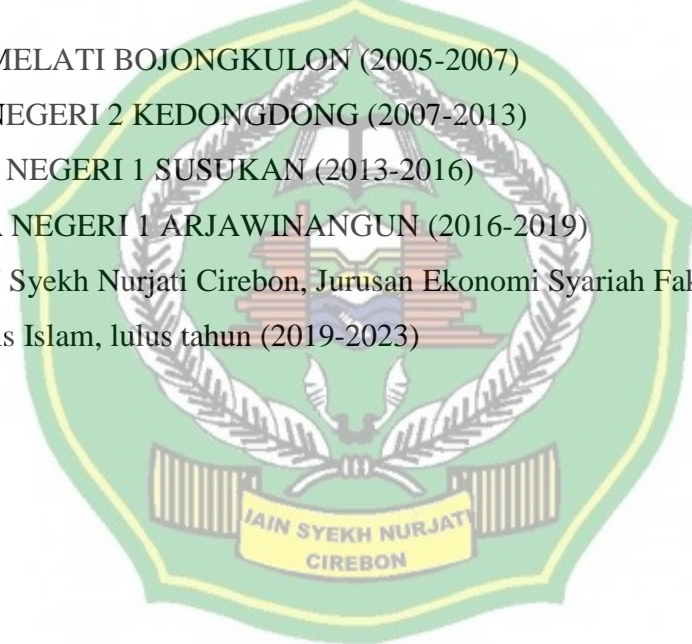 MELATI BOJONGKULON (2005-2007)
NEGERI 2 KEDONGDONG (2007-2013)
NEGERI 1 SUSUKAN (2013-2016)
NEGERI 1 ARJAWINANGUN (2016-2019)
Syekh Nurjati Cirebon, Jurusan Ekonomi Syariah
Islam, lulus tahun (2019-2023)
IAIN SYEKH NURJATI
CIREBON